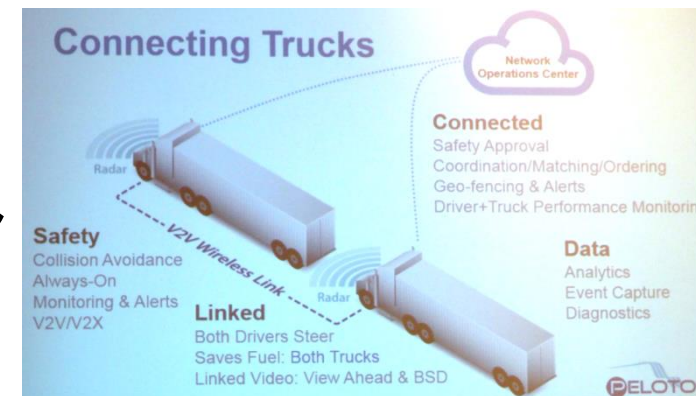 Connecting Trucks
Network
Operations Center
Radar
V2V Wireless Link
Radar
Connected
Safety Approval
Coordination/Matching/Ordering
Geo-fencing & Alerts
Driver+Truck Performance Monitorin
Safety
Collision Avoidance
Always-On
Monitoring & Alerts
V2V/V2X
Linked
Both Drivers Steer
Saves Fuel: Both Trucks
Linked Video: View Ahead & BSD
Data
Analytics
Event Capture
Diagnostics
PELOTO